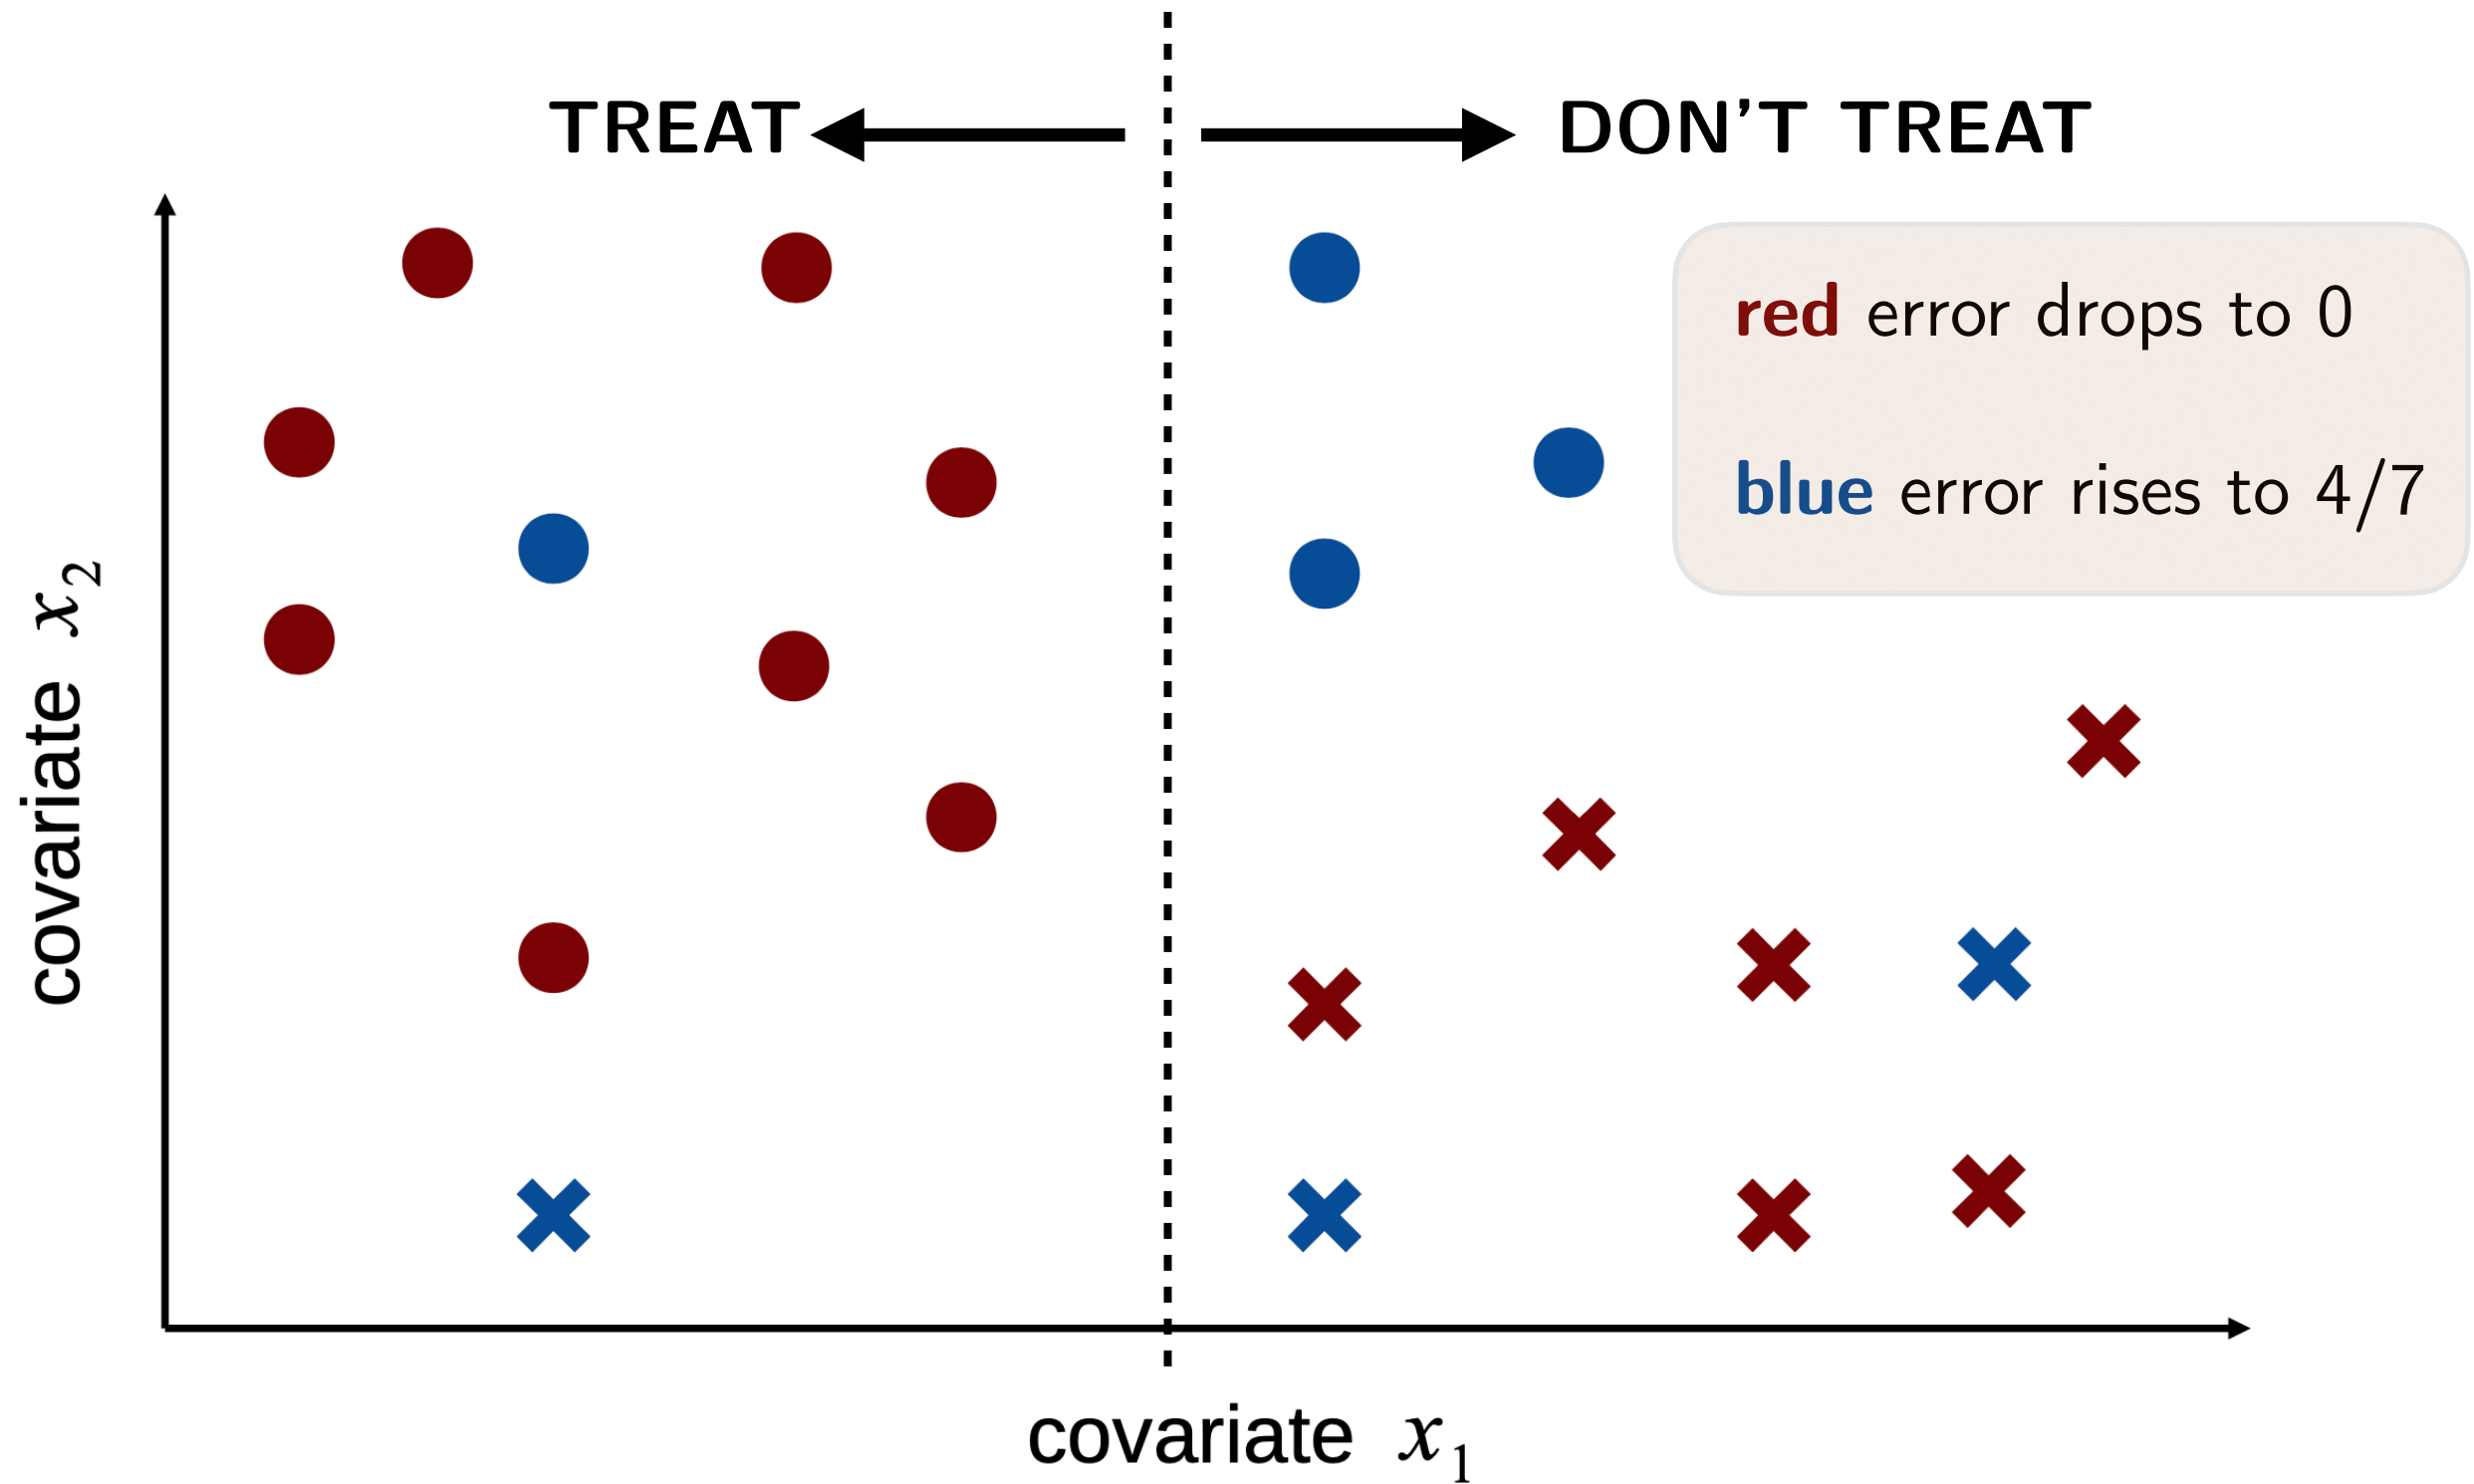 TREAT
DON'T TREAT
red error drops to 0
blue error rises to 4/7
covariate x₂
covariate x₁